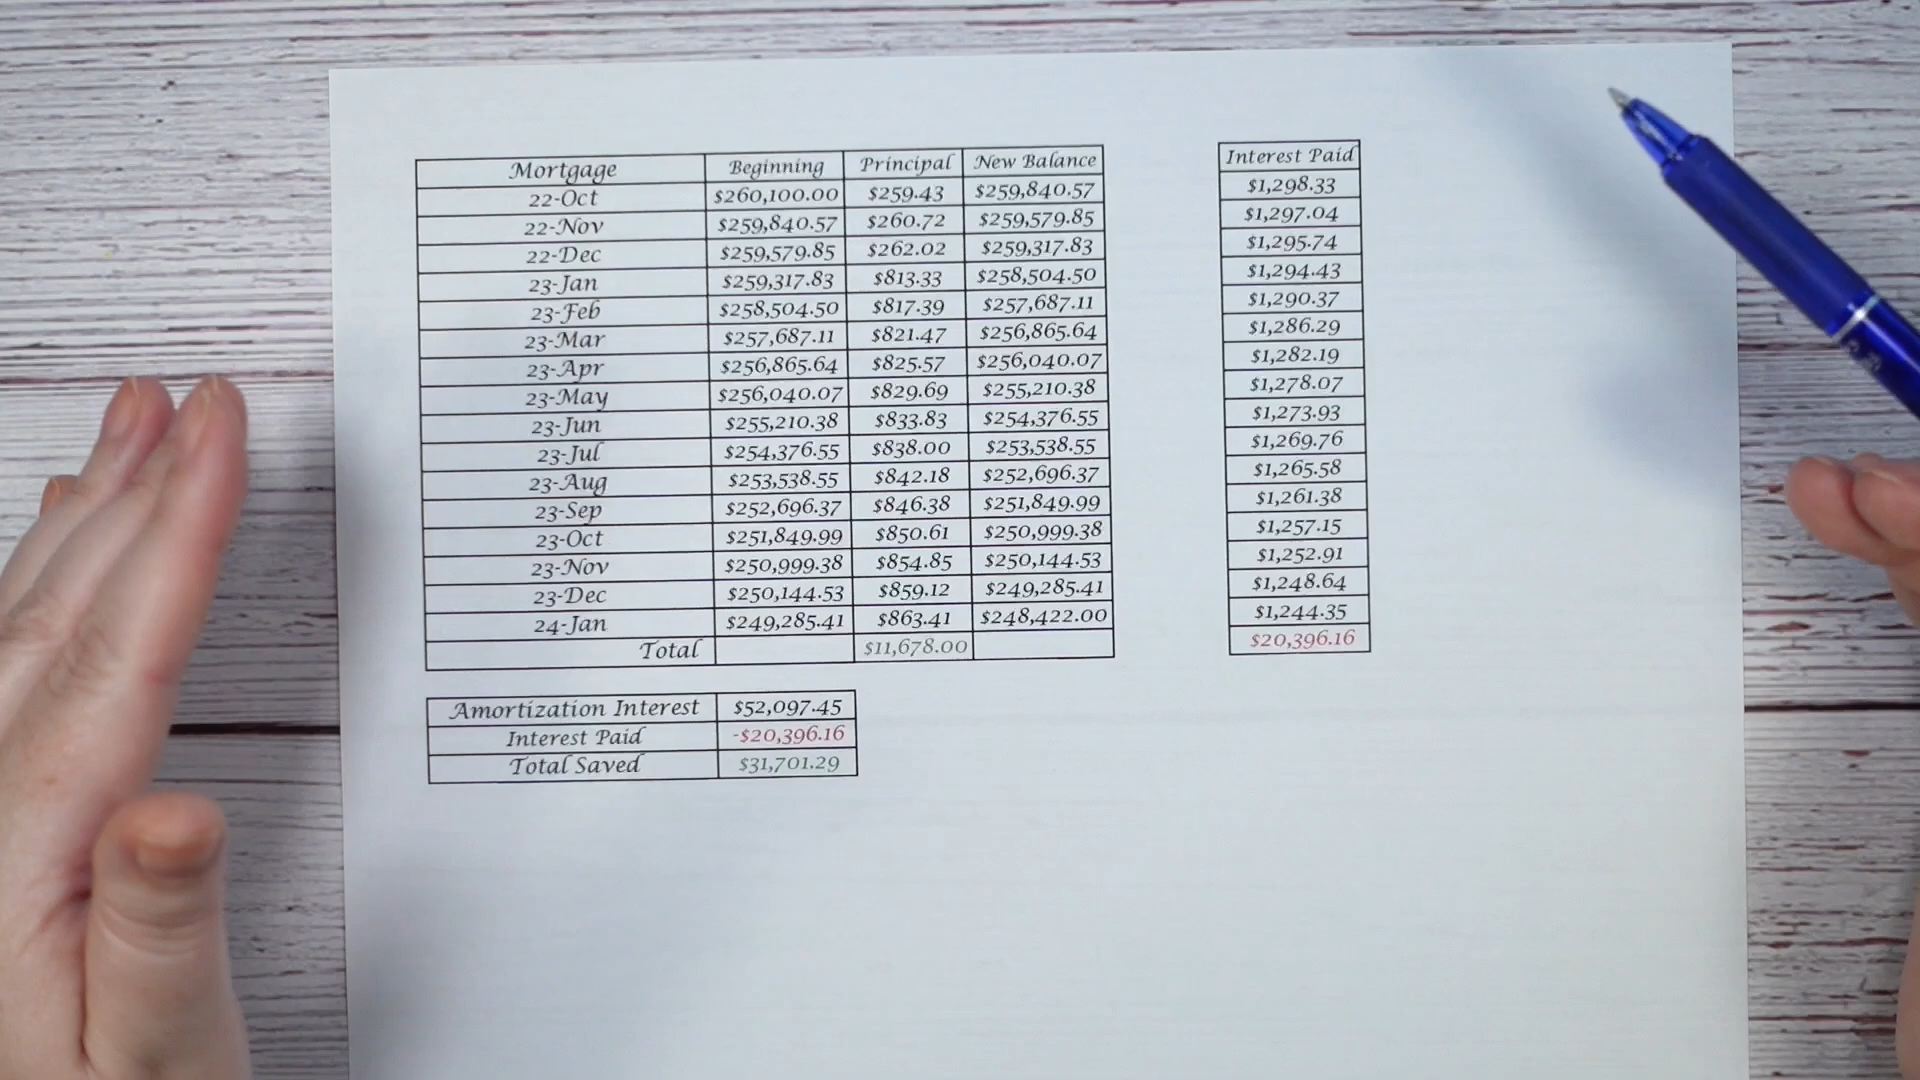 Mortgage Beginning Principal New Balance Interest Paid
22-Oct $260,100.00 $259.43 $259,840.57 $1,298.33
22-Nov $259,840.57 $260.72 $259,579.85 $1,297.04
22-Dec $259,579.85 $262.02 $259,317.83 $1,295.74
23-Jan $259,317.83 $813.33 $258,504.50 $1,294.43
23-Feb $258,504.50 $817.39 $257,687.11 $1,290.37
23-Mar $257,687.11 $821.47 $256,865.64 $1,286.29
23-Apr $256,865.64 $825.57 $256,040.07 $1,282.19
23-May $256,040.07 $829.69 $255,210.38 $1,278.07
23-Jun $255,210.38 $833.83 $254,376.55 $1,273.93
23-Jul $254,376.55 $838.00 $253,538.55 $1,269.76
23-Aug $253,538.55 $842.18 $252,696.37 $1,265.58
23-Sep $252,696.37 $846.38 $251,849.99 $1,261.38
23-Oct $251,849.99 $850.61 $250,999.38 $1,257.15
23-Nov $250,999.38 $854.85 $250,144.53 $1,252.91
23-Dec $250,144.53 $859.12 $249,285.41 $1,248.64
24-Jan $249,285.41 $863.41 $248,422.00 $1,244.35
Total $11,678.00 $20,396.16
Amortization Interest $52,097.45
Interest Paid -$20,396.16
Total Saved $31,701.29